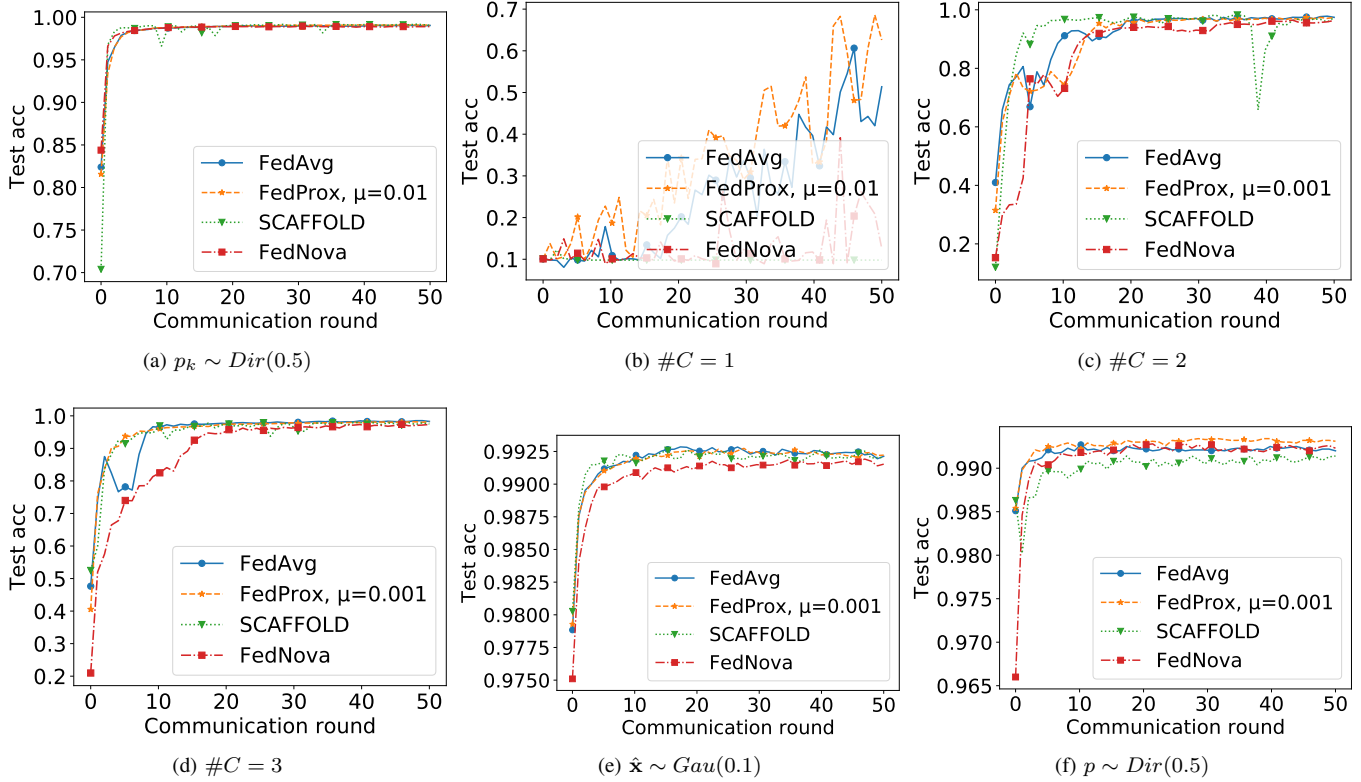 1.00
0.95
0.90
0.85
0.80
0.75
0.70
Test acc
FedAvg
FedProx, μ=0.01
SCAFFOLD
FedNova
0 10 20 30 40 50
Communication round
(a) p_k ∼ Dir(0.5)
0.7
0.6
0.5
0.4
0.3
0.2
0.1
Test acc
FedAvg
FedProx, μ=0.01
SCAFFOLD
FedNova
0 10 20 30 40 50
Communication round
(b) #C = 1
1.0
0.8
0.6
0.4
0.2
Test acc
FedAvg
FedProx, μ=0.001
SCAFFOLD
FedNova
0 10 20 30 40 50
Communication round
(c) #C = 2
1.0
0.9
0.8
0.7
0.6
0.5
0.4
0.3
0.2
Test acc
FedAvg
FedProx, μ=0.001
SCAFFOLD
FedNova
0 10 20 30 40 50
Communication round
(d) #C = 3
0.9925
0.9900
0.9875
0.9850
0.9825
0.9800
0.9775
0.9750
Test acc
FedAvg
FedProx, μ=0.001
SCAFFOLD
FedNova
0 10 20 30 40 50
Communication round
(e) x̂ ∼ Gau(0.1)
0.990
0.985
0.980
0.975
0.970
0.965
Test acc
FedAvg
FedProx, μ=0.001
SCAFFOLD
FedNova
0 10 20 30 40 50
Communication round
(f) p ∼ Dir(0.5)